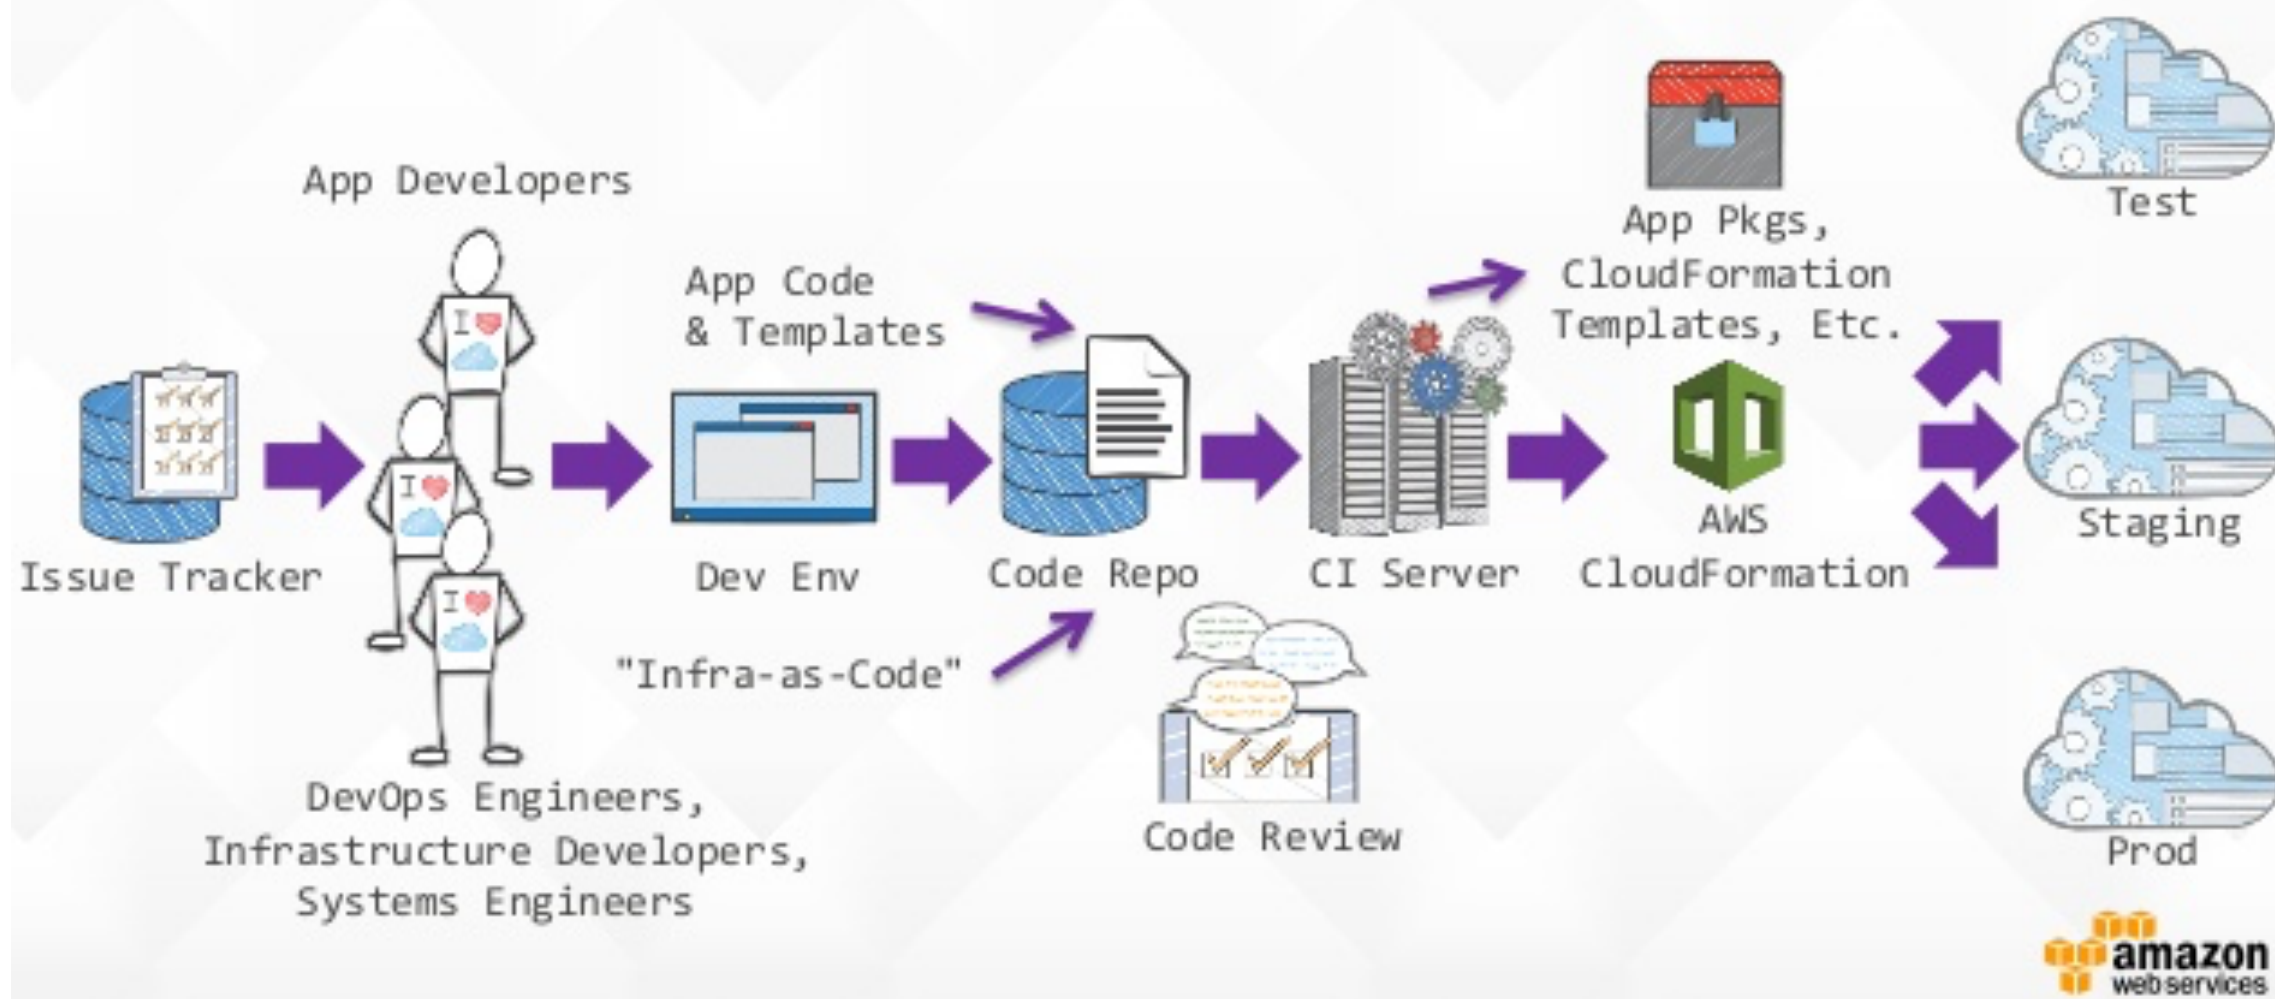 App Developers
I
I
I
Issue Tracker
DevOps Engineers,
Infrastructure Developers,
Systems Engineers
App Code
& Templates
Dev Env
"Infra-as-Code"
Code Repo
Code Review
CI Server
App Pkgs,
CloudFormation
Templates, Etc.
AWS
CloudFormation
Test
Staging
Prod
amazon
web services